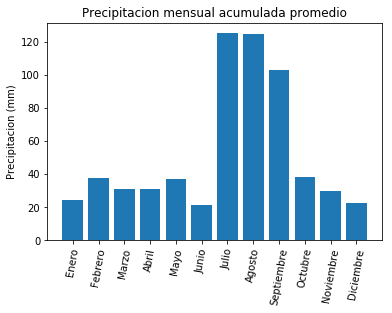 Precipitacion mensual acumulada promedio
Precipitacion (mm)
120
100
80
60
40
20
0
Enero
Febrero
Marzo
Abril
Mayo
Junio
Julio
Agosto
Septiembre
Octubre
Noviembre
Diciembre